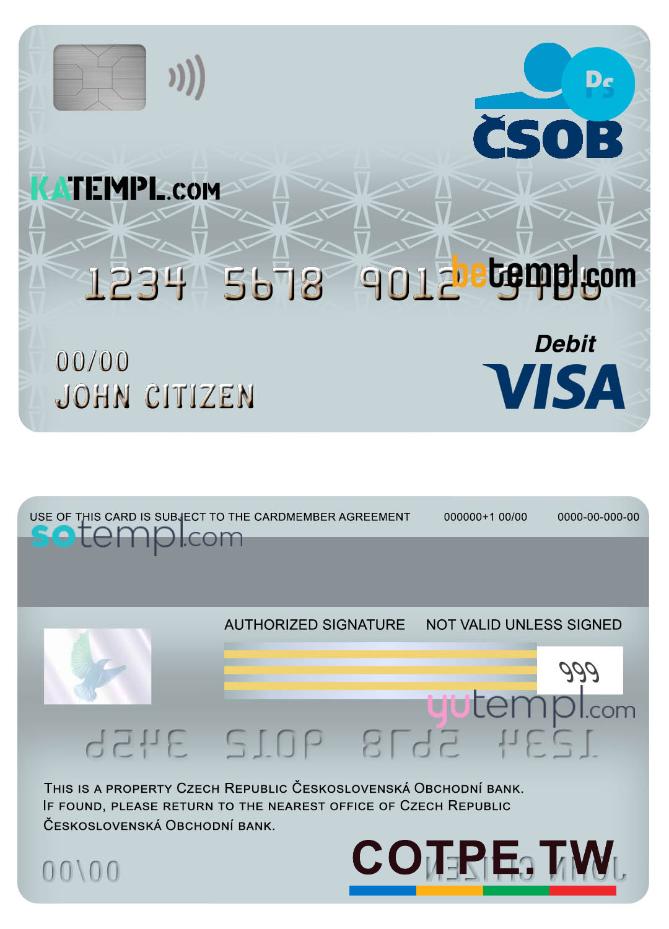 Ps
ČSOB
KATEMPL.COM
1234 5678 9012
betempl.com
Debit
00/00
VISA
JOHN CITIZEN
USE OF THIS CARD IS SUBJECT TO THE CARDMEMBER AGREEMENT 000000+1 00/00 0000-00-000-00
sotempl.com
AUTHORIZED SIGNATURE NOT VALID UNLESS SIGNED
999
yutempl.com
This is a property Czech Republic Československá Obchodní bank.
If found, please return to the nearest office of Czech Republic
Československá Obchodní bank.
COTPE.TW
00/00 JOHN CITIZEN